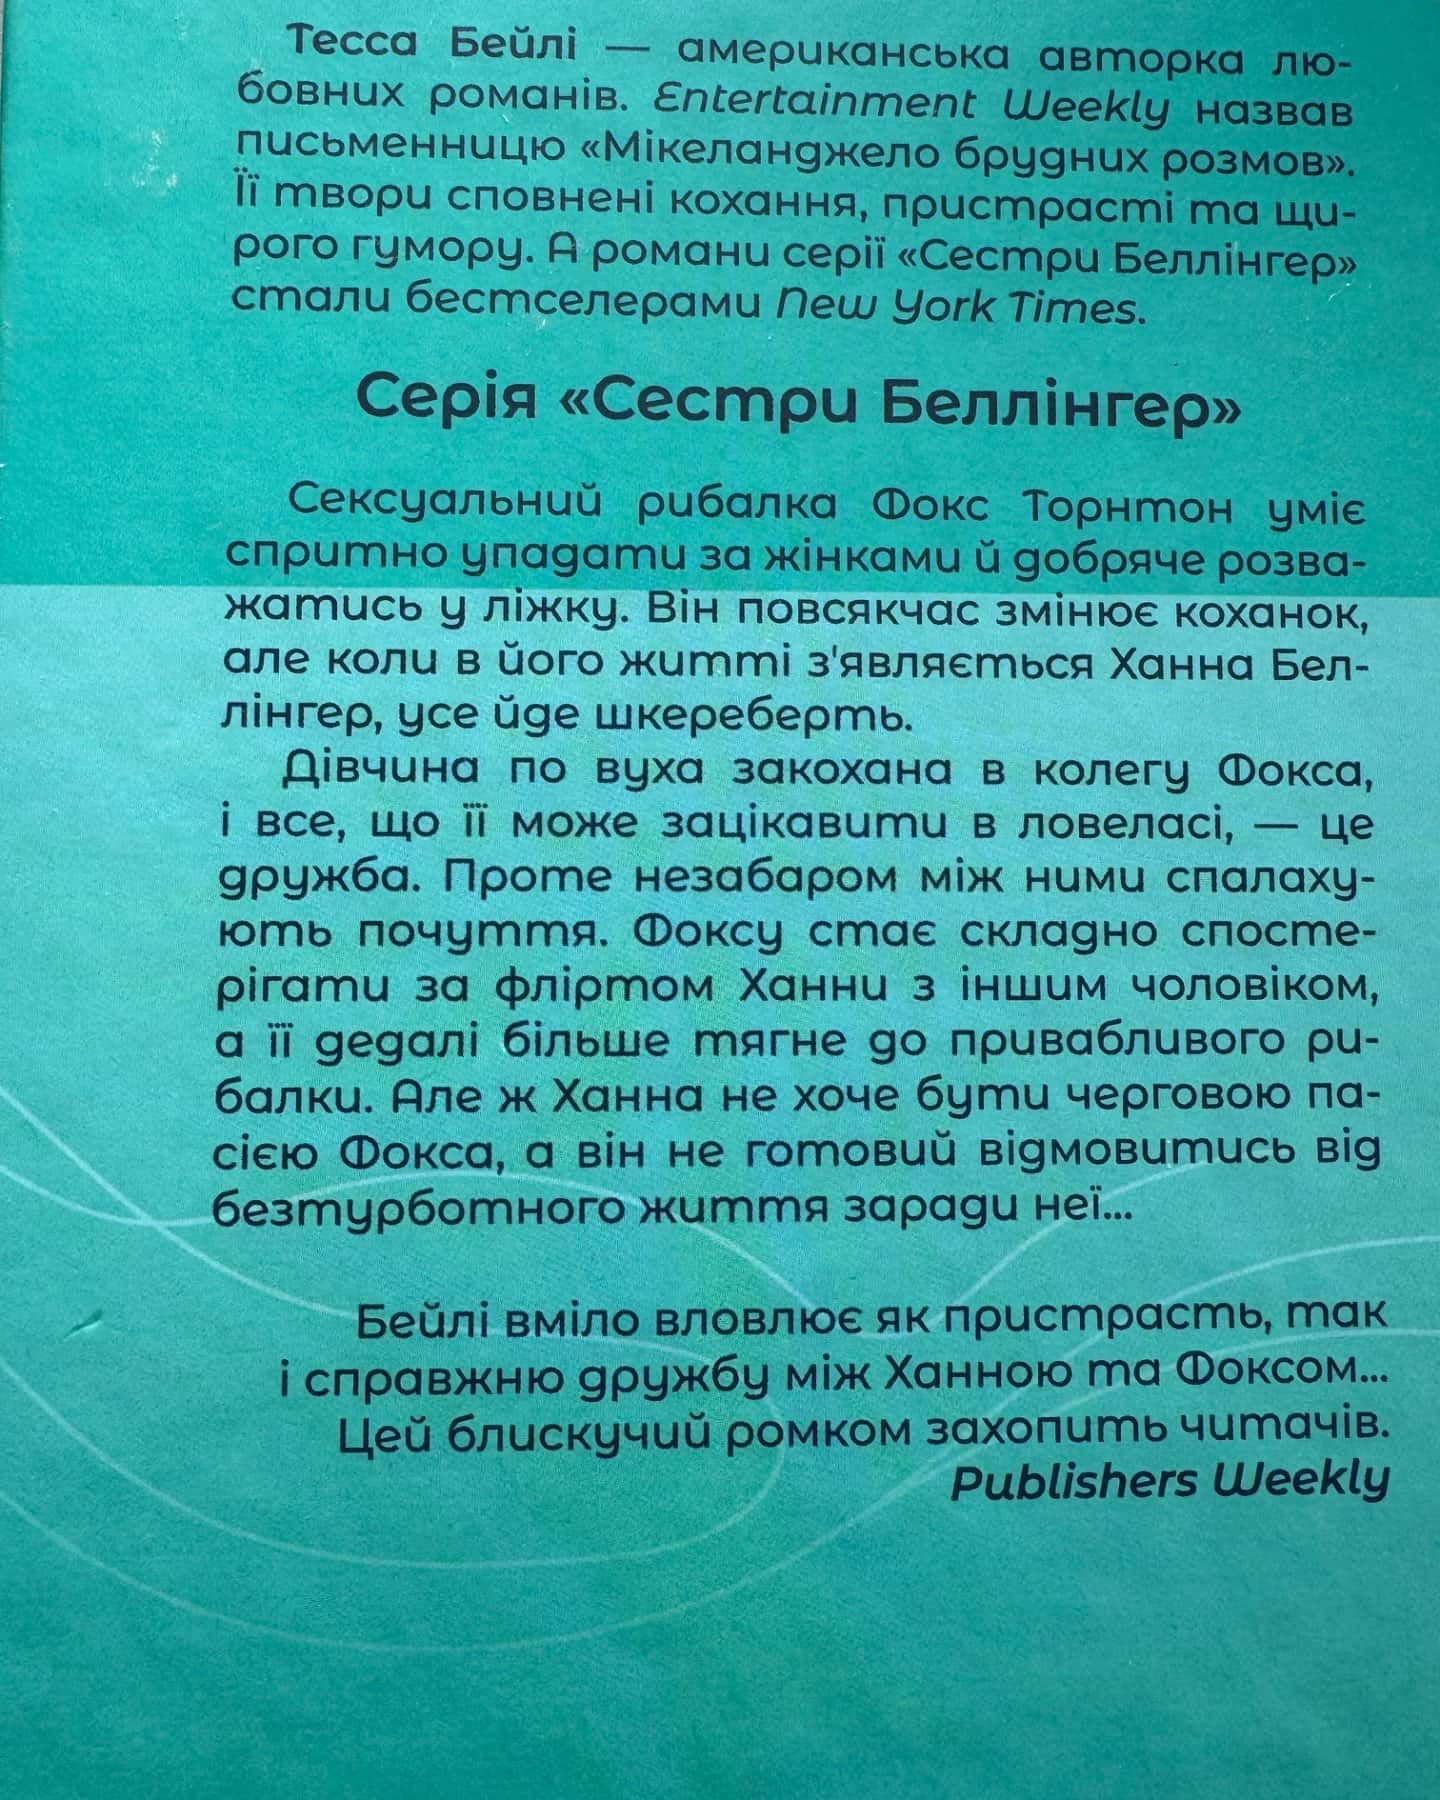 Тесса Бейлі — американська авторка лю-
бовних романів. Entertainment Weekly назвав
письменницю «Мікеланджело брудних розмов».
Її твори сповнені кохання, пристрасті та щи-
рого гумору. А романи серії «Сестри Беллінгер»
стали бестселерами New York Times.
Серія «Сестри Беллінгер»
Сексуальний рибалка Фокс Торнтон уміє
спритно упадати за жінками й добряче розва-
жатись у ліжку. Він повсякчас змінює коханок,
але коли в його житті з'являється Ханна Бел-
лінгер, усе йде шкереберть.
Дівчина по вуха закохана в колегу Фокса,
і все, що її може зацікавити в ловеласі, — це
дружба. Проте незабаром між ними спалаху-
ють почуття. Фоксу стає складно спосте-
рігати за фліртом Ханни з іншим чоловіком,
а її дедалі більше тягне до привабливого ри-
балки. Але ж Ханна не хоче бути черговою па-
сією Фокса, а він не готовий відмовитись від
безтурботного життя заради неї...
Бейлі вміло вловлює як пристрасть, так
і справжню дружбу між Ханною та Фоксом...
Цей блискучий ромком захопить читачів.
Publishers Weekly